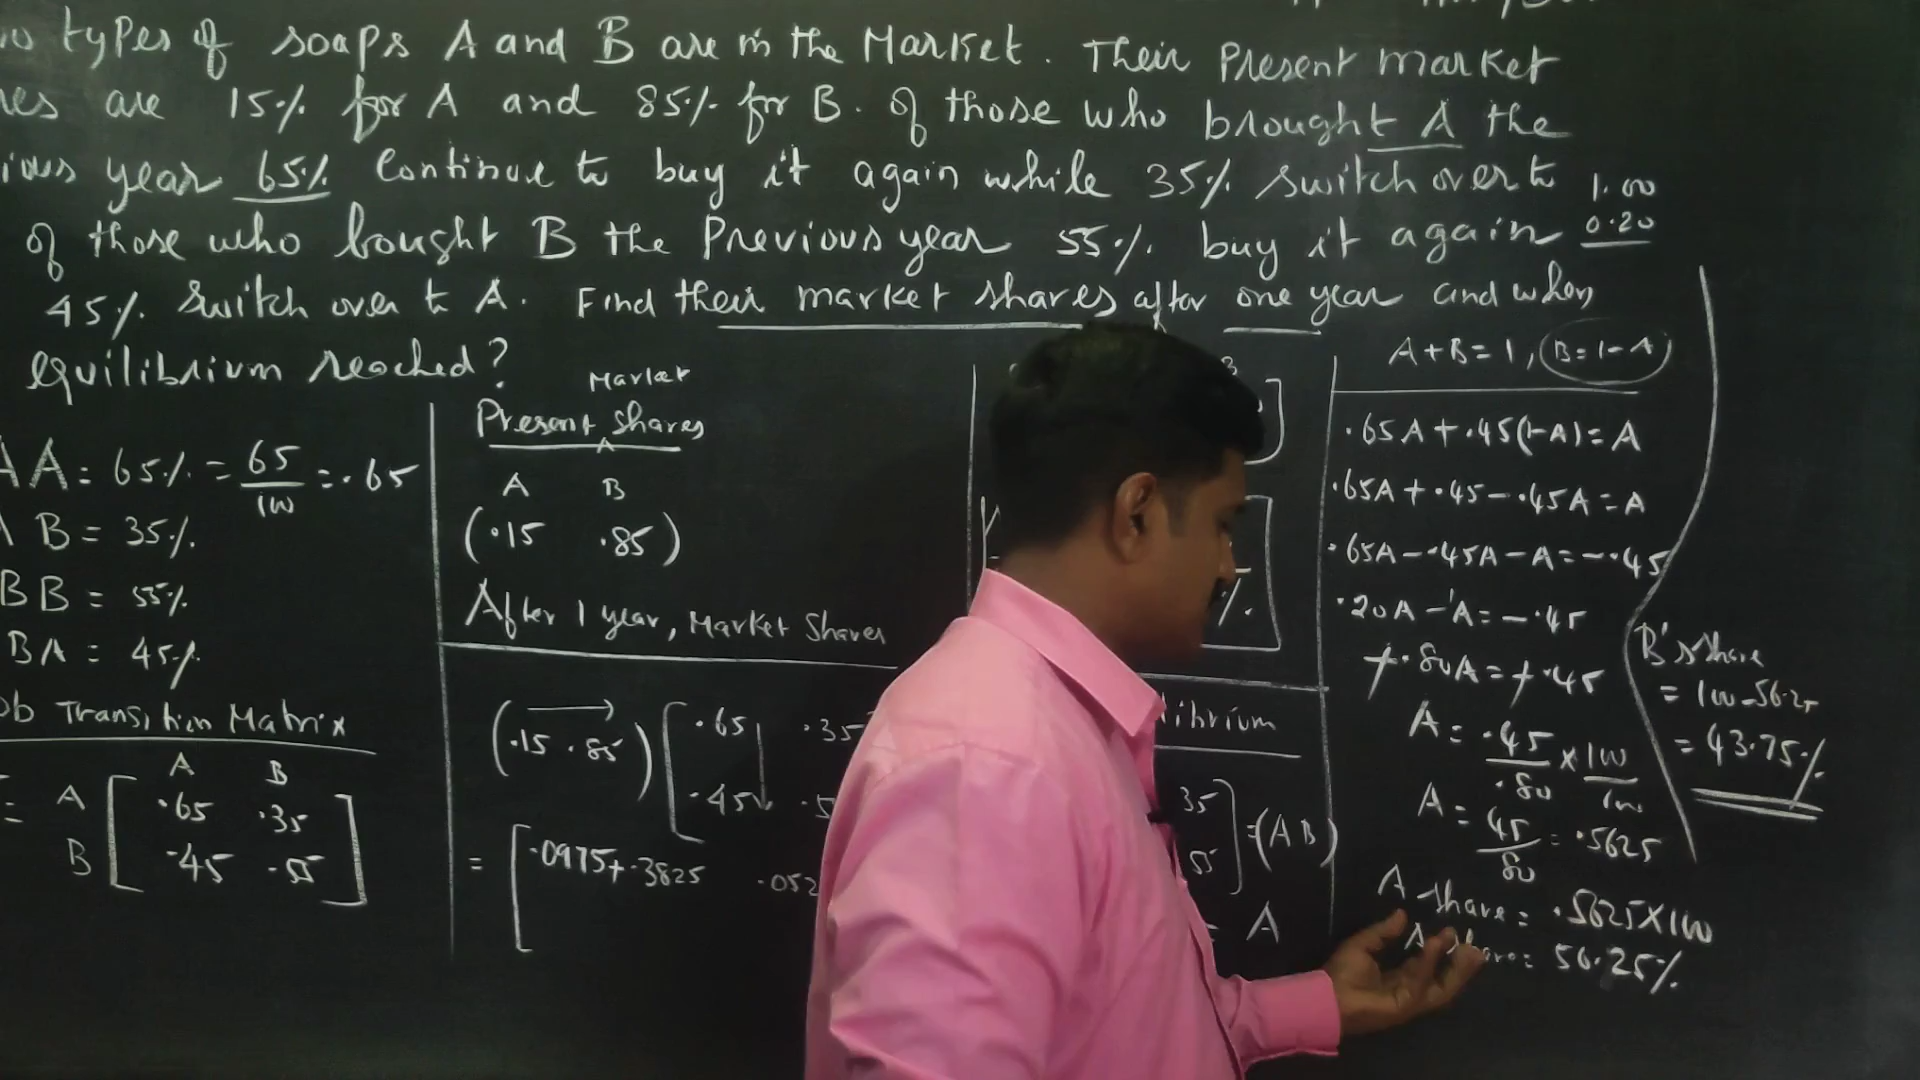 types of soaps A and B are in the Market. Their Present market
are 15% for A and 85% for B. of those who brought A the
year 65% Continue to buy it again while 35% switch over to
of those who bought B the Previous year 55% buy it again
45% switch over to A. Find their market shares after one year and when
equilibrium reached?
1.00
0.20
AA = 65% = 65/100 = .65
B = 35%
BB = 55%
BA = 45%
Transition Matrix
A B
= A [ .65 .35
B .45 .55 ]
Market
Present shares
A B
(.15 .85)
After 1 year, Market Shares
(.15 .85) [ .65 .35
.45
= [ .0975 + .3825
%.
35
55 ] = (A B)
A
A + B = 1, B = 1 - A
.65A + .45(1-A) = A
.65A + .45 - .45A = A
.65A - .45A - A = -.45
.20A - 1A = -.45
+.80A = +.45
A = .45/.80 × 100/100
A = 45/80 = .5625
A share = .5625 × 100
A share = 56.25%
B's share
= 100 - 56.25
= 43.75%